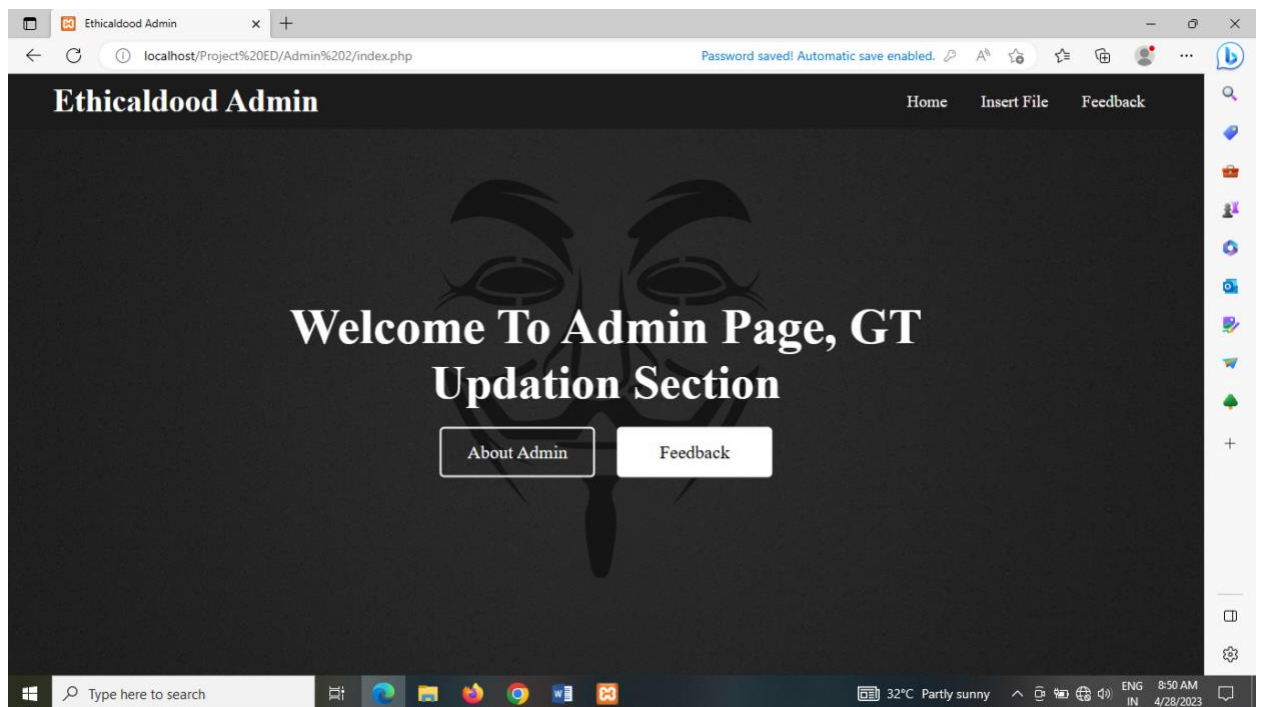 Ethicaldood Admin
localhost/Project%20ED/Admin%202/index.php
Password saved! Automatic save enabled.
Ethicaldood Admin
Home Insert File Feedback
Welcome To Admin Page, GT
Updation Section
About Admin Feedback
Type here to search
32°C Partly sunny
ENG
IN
8:50 AM
4/28/2023